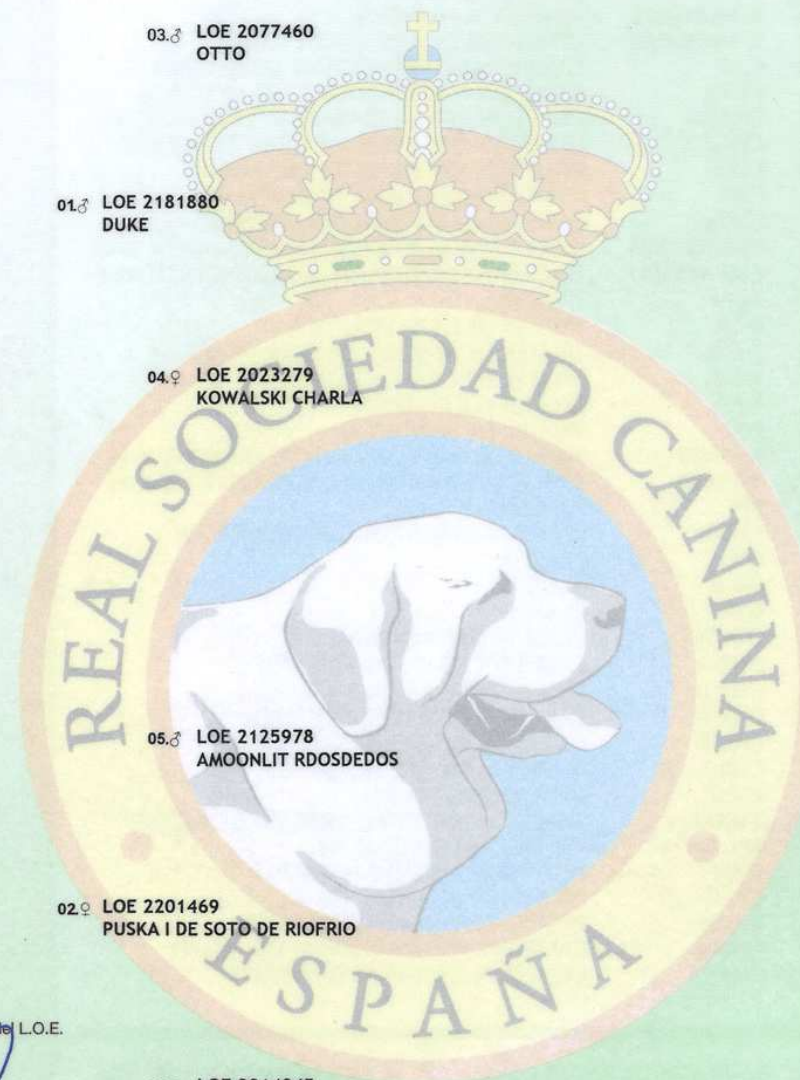 03.♂ LOE 2077460
OTTO
01.♂ LOE 2181880
DUKE
04.♀ LOE 2023279
KOWALSKI CHARLA
REAL SOCIEDAD CANINA
05.♂ LOE 2125978
AMOONLIT RDOSDEDOS
02.♀ LOE 2201469
PUSKA I DE SOTO DE RIOFRIO
ESPAÑA
L.O.E.
LOE